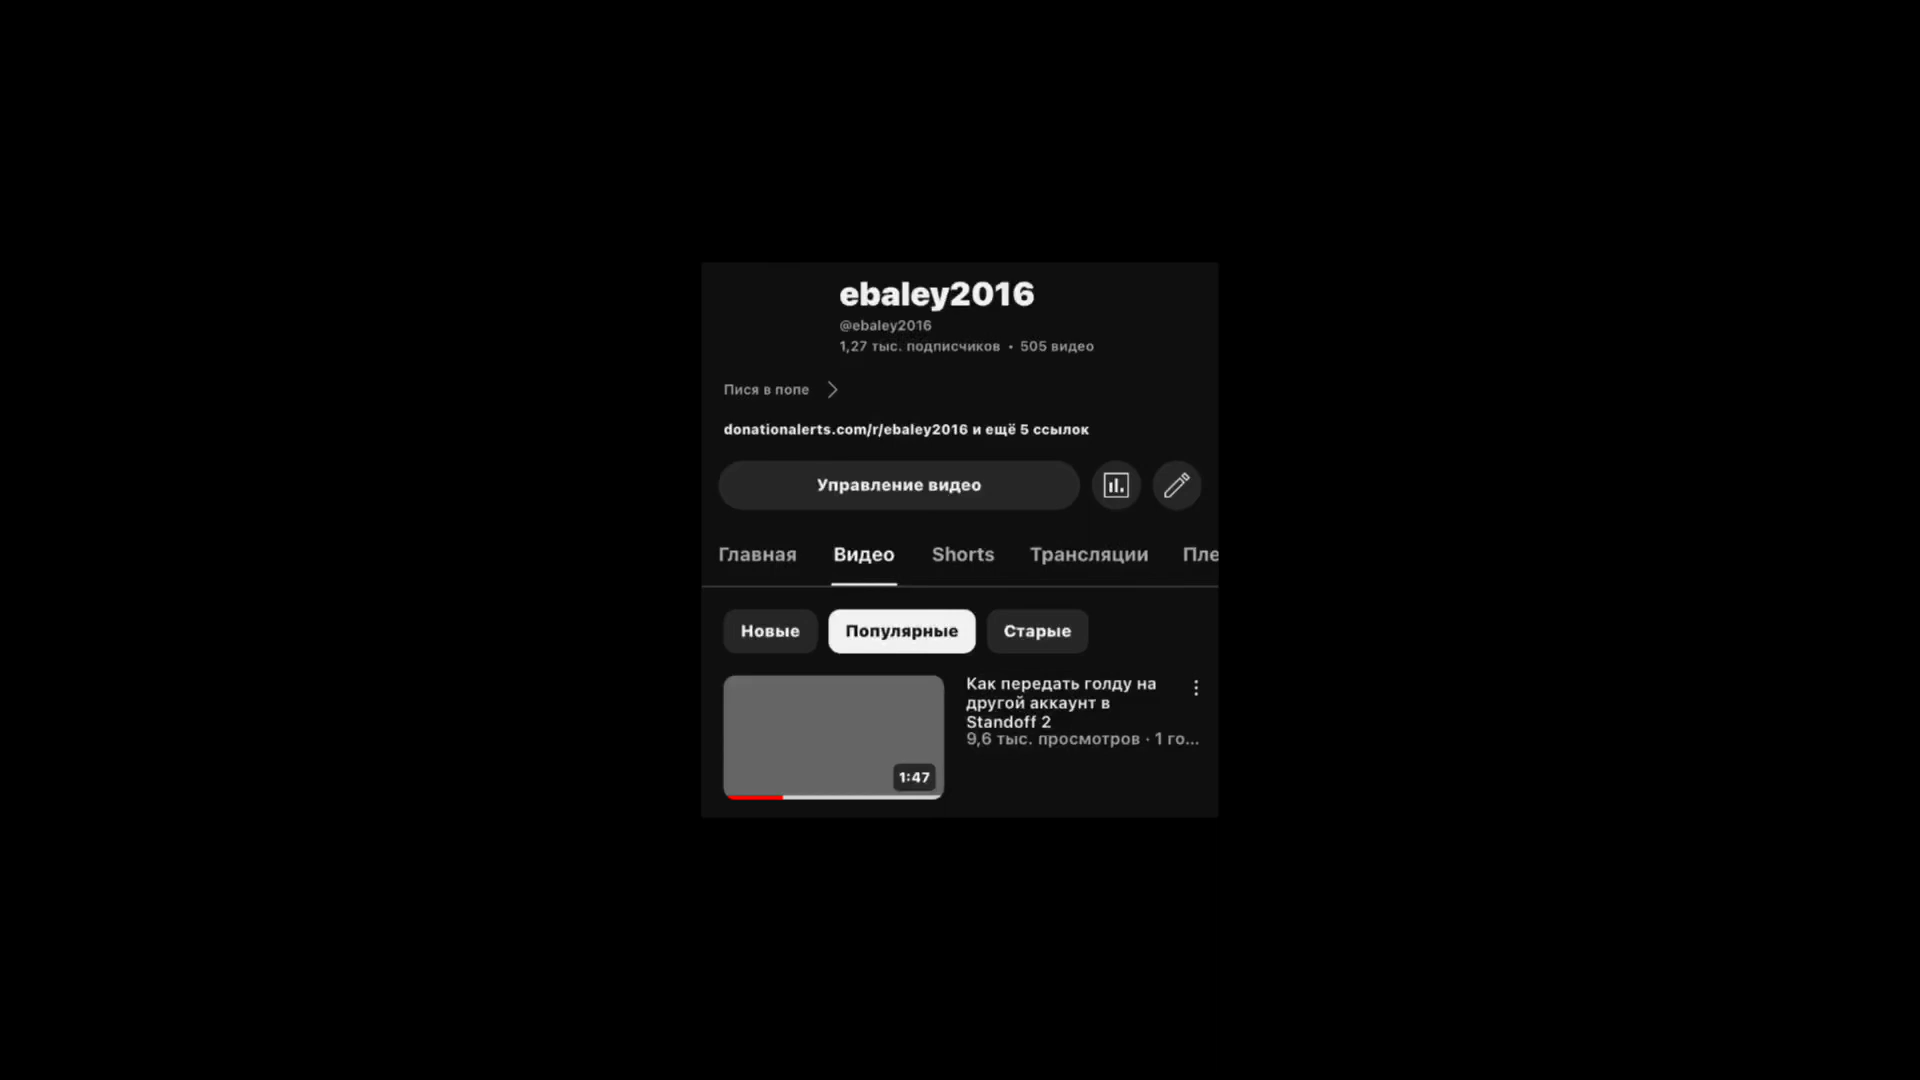 ebaley2016
@ebaley2016
1,27 тыс. подписчиков • 505 видео
Пися в попе
donationalerts.com/r/ebaley2016 и ещё 5 ссылок
Управление видео
Главная Видео Shorts Трансляции Пле
Новые Популярные Старые
Как передать голду на
другой аккаунт в
Standoff 2
9,6 тыс. просмотров · 1 го...
1:47